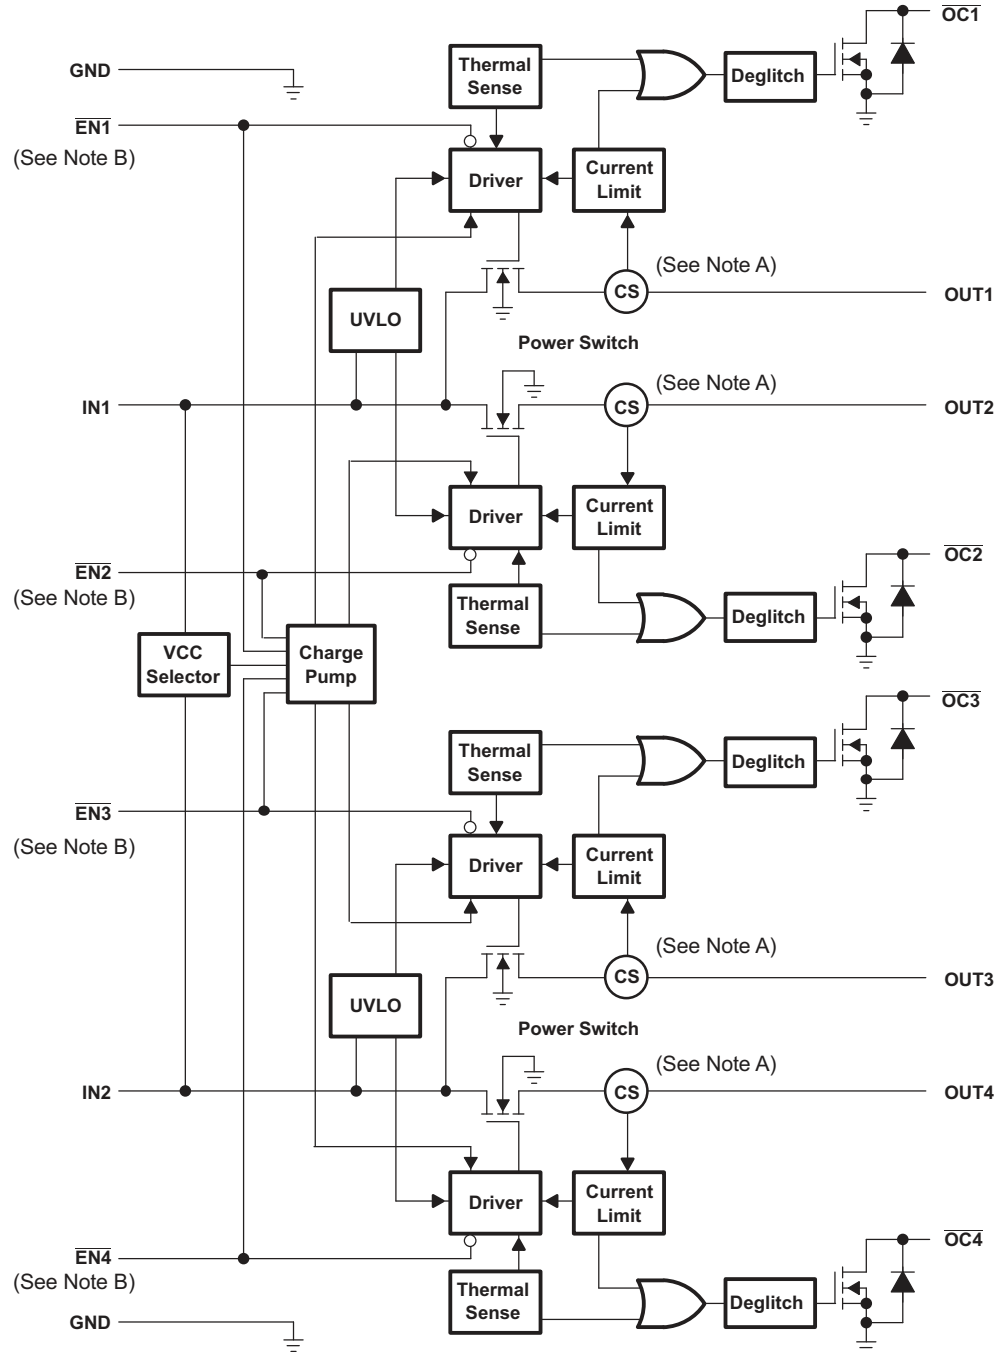 OC1
GND
Thermal
Sense
Deglitch
EN1
(See Note B)
Driver
Current
Limit
(See Note A)
CS
OUT1
UVLO
Power Switch
(See Note A)
IN1
CS
OUT2
Driver
Current
Limit
EN2
(See Note B)
OC2
Thermal
Sense
Deglitch
VCC
Selector
Charge
Pump
OC3
Thermal
Sense
Deglitch
EN3
(See Note B)
Driver
Current
Limit
(See Note A)
CS
OUT3
UVLO
Power Switch
(See Note A)
IN2
CS
OUT4
Driver
Current
Limit
EN4
(See Note B)
OC4
Thermal
Sense
Deglitch
GND